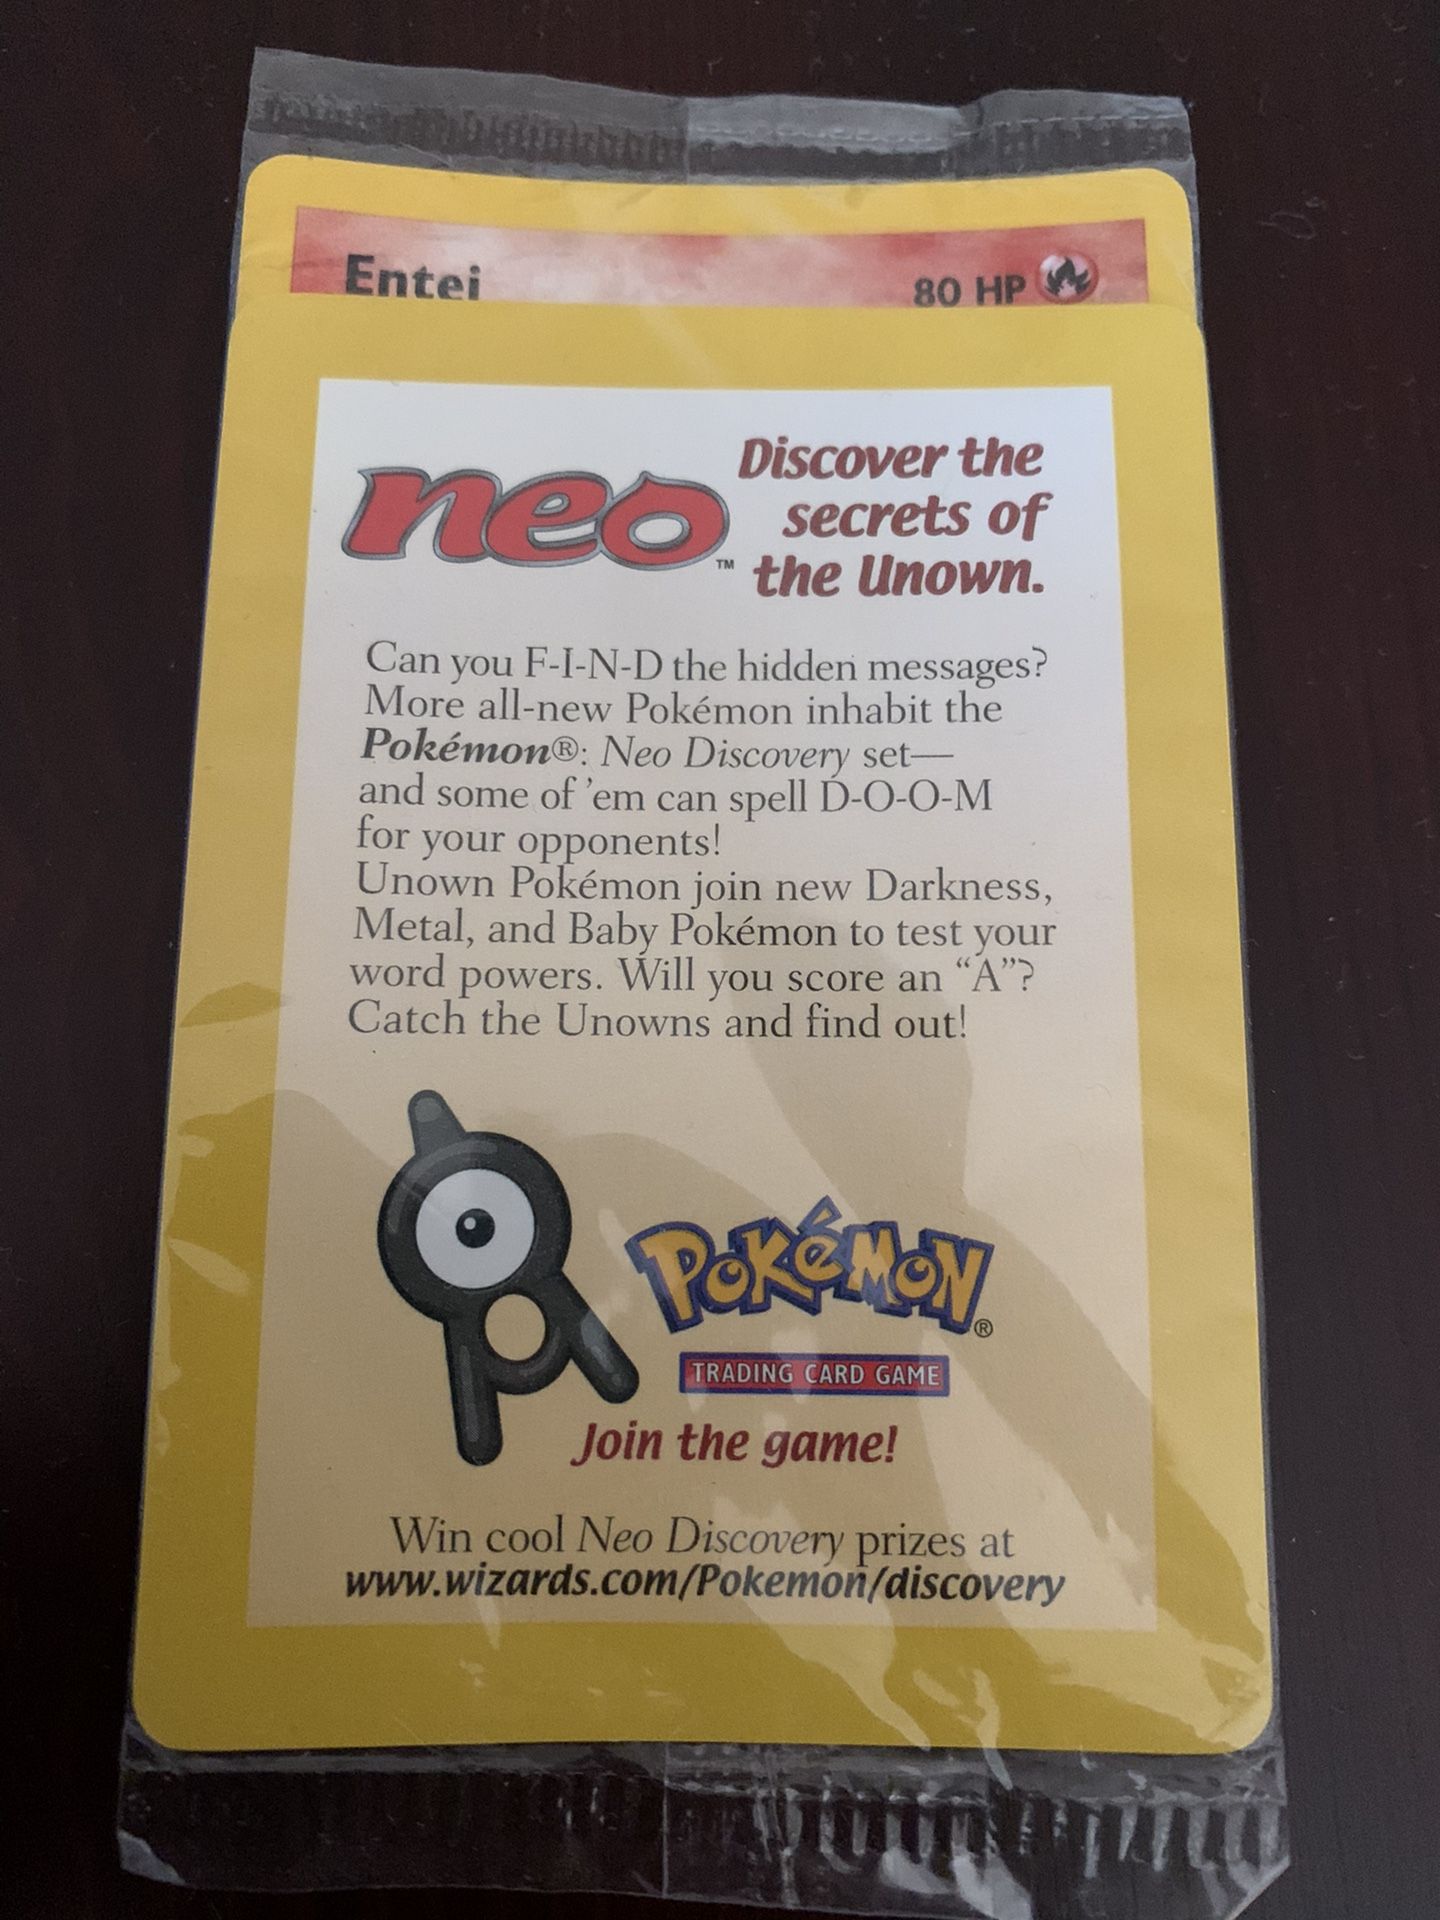 Entei 80 HP
neo™
Discover the
secrets of
the Unown.
Can you F-I-N-D the hidden messages?
More all-new Pokémon inhabit the
Pokémon®: Neo Discovery set—
and some of ’em can spell D-O-O-M
for your opponents!
Unown Pokémon join new Darkness,
Metal, and Baby Pokémon to test your
word powers. Will you score an “A”?
Catch the Unowns and find out!
POKéMON®
TRADING CARD GAME
Join the game!
Win cool Neo Discovery prizes at
www.wizards.com/Pokemon/discovery